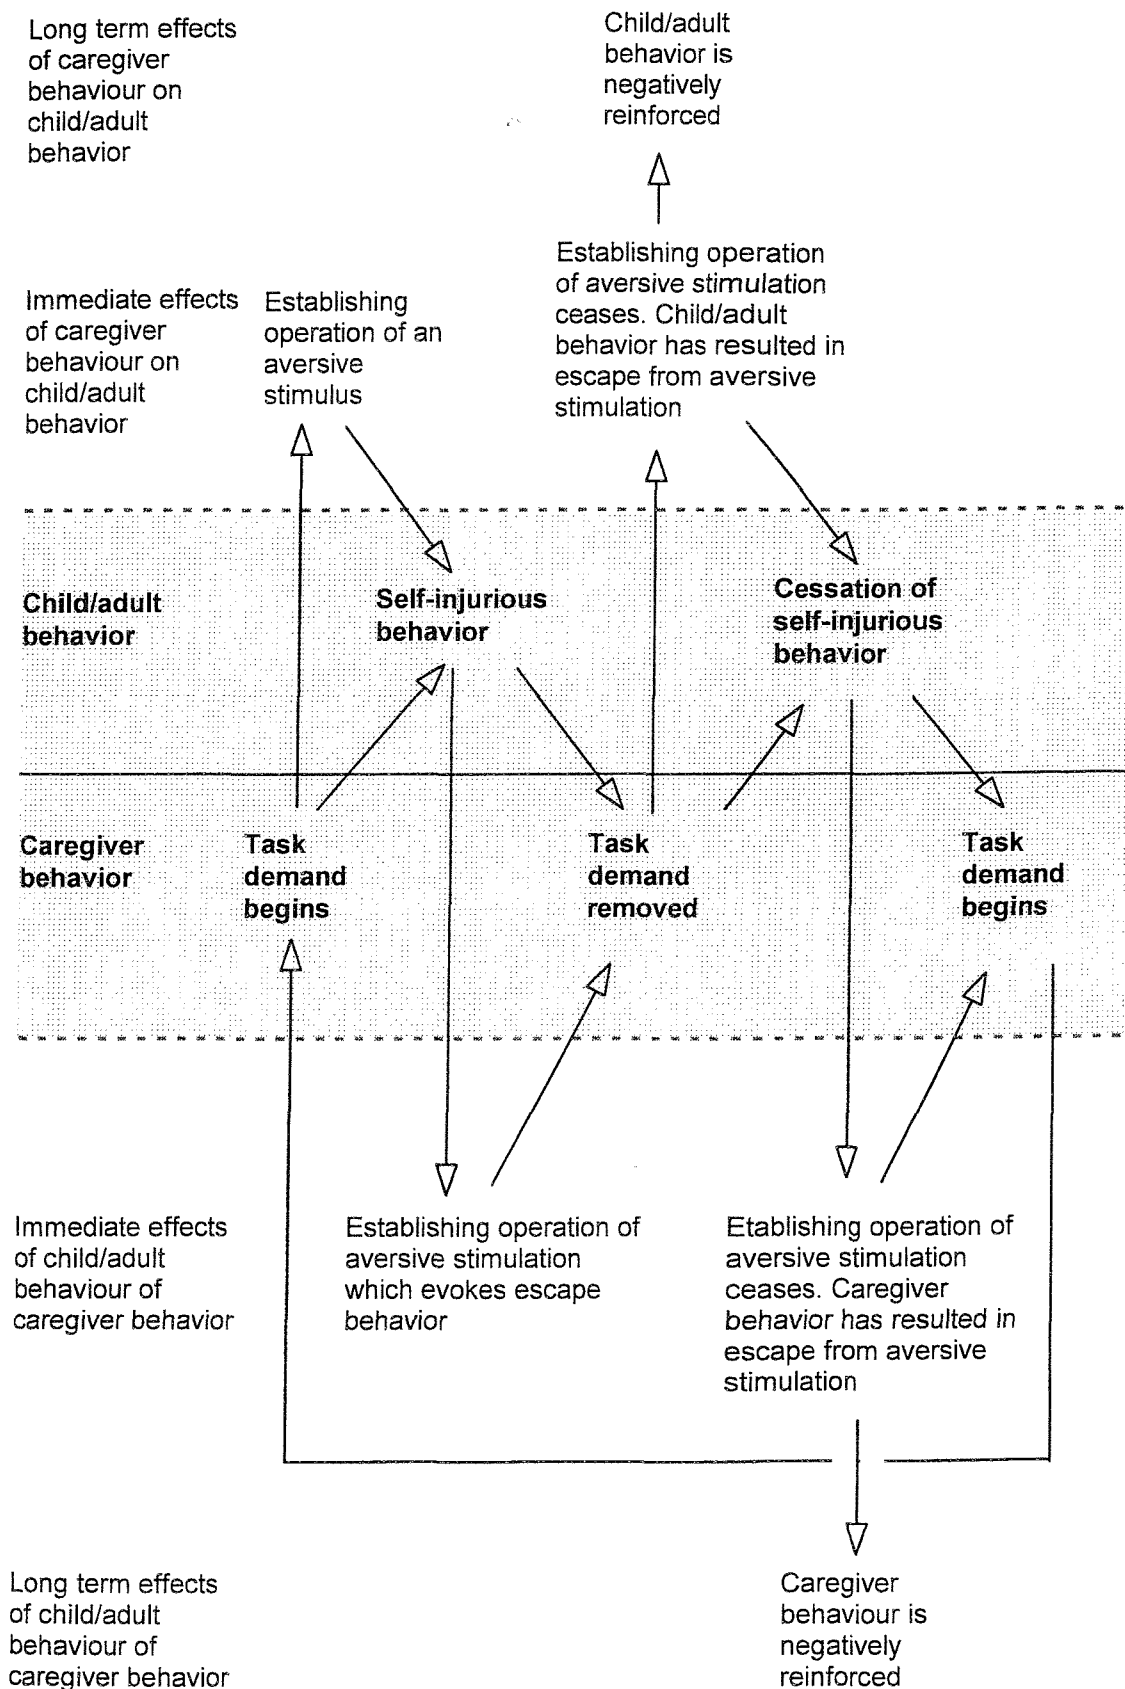 Long term effects
of caregiver
behaviour on
child/adult
behavior
Child/adult
behavior is
negatively
reinforced
Immediate effects
of caregiver
behaviour on
child/adult
behavior
Establishing
operation of an
aversive
stimulus
Establishing operation
of aversive stimulation
ceases. Child/adult
behavior has resulted in
escape from aversive
stimulation
Child/adult
behavior
Self-injurious
behavior
Cessation of
self-injurious
behavior
Caregiver
behavior
Task
demand
begins
Task
demand
removed
Task
demand
begins
Immediate effects
of child/adult
behaviour of
caregiver behavior
Establishing operation of
aversive stimulation
which evokes escape
behavior
Etablishing operation of
aversive stimulation
ceases. Caregiver
behavior has resulted in
escape from aversive
stimulation
Long term effects
of child/adult
behaviour of
caregiver behavior
Caregiver
behaviour is
negatively
reinforced